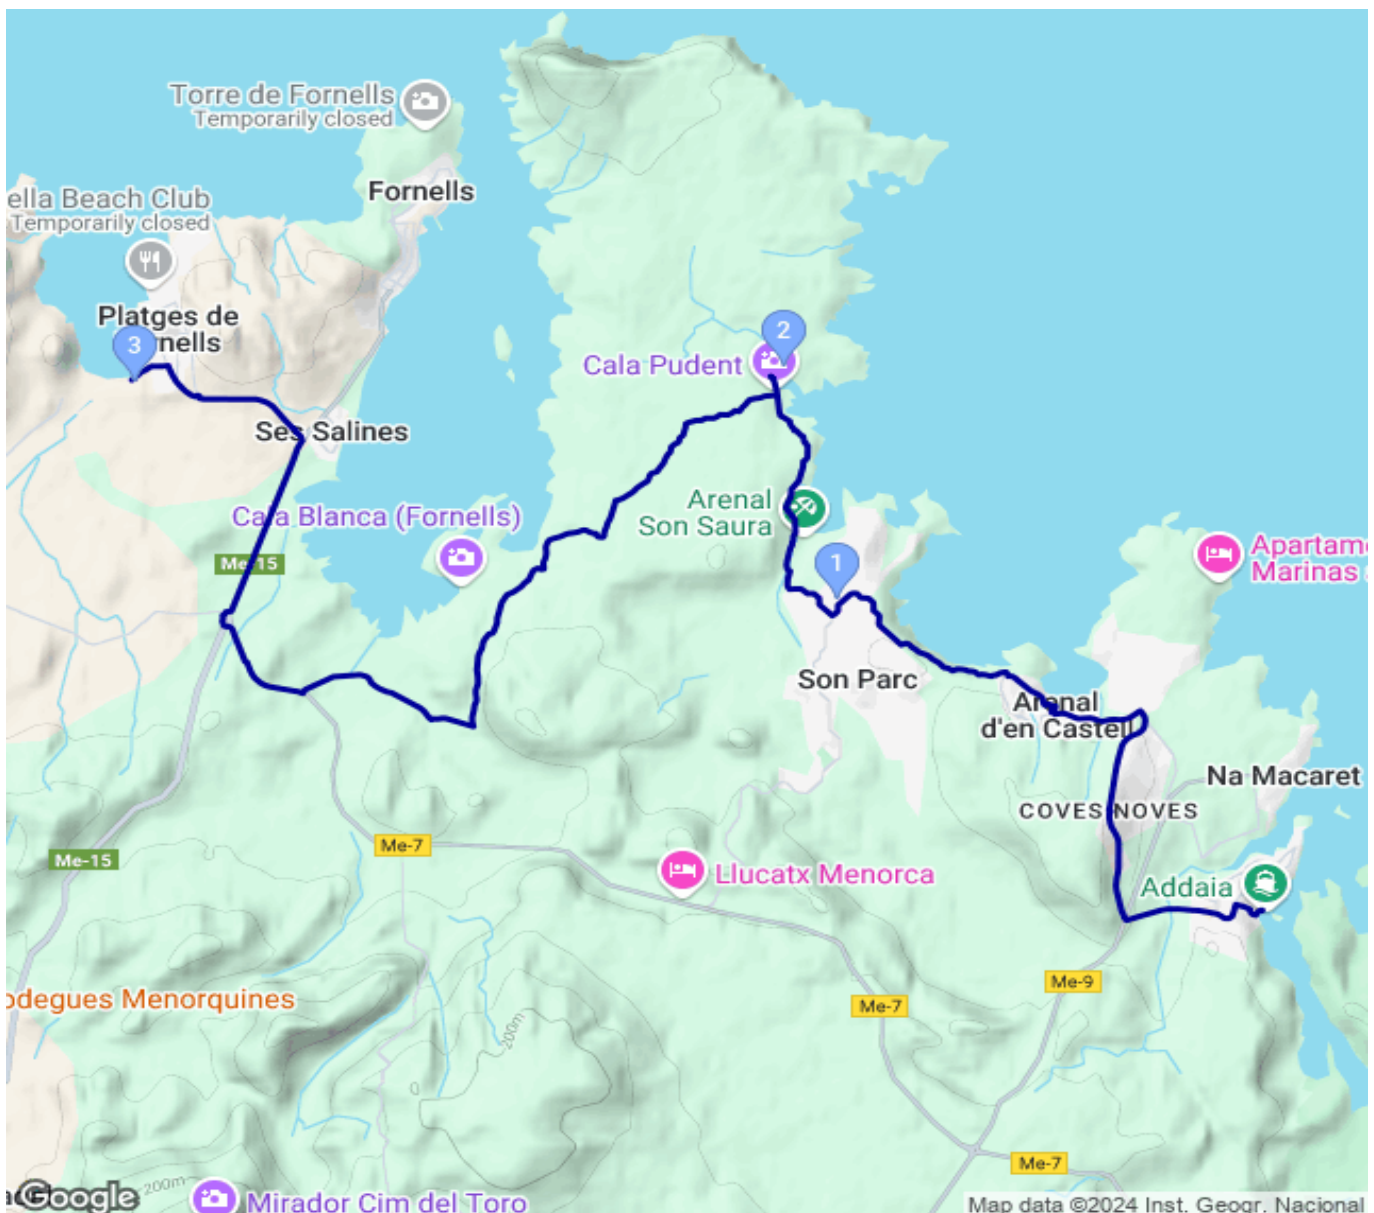 Torre de Fornells
Temporarily closed
Fornells
ella Beach Club
Temporarily closed
Platges de
rnells
3
2
Cala Pudent
Ses Salines
Arenal
Son Saura
Cala Blanca (Fornells)
Me-15
1
Apartame
Marinas
Son Parc
Arenal
d'en Castell
Na Macaret
COVES NOVES
Me-15
Me-7
Llucatx Menorca
Addaia
Me-9
odegues Menorquines
Me-7
200m
Me-7
200m
Google
Mirador Cim del Toro
Map data ©2024 Inst. Geogr. Nacional